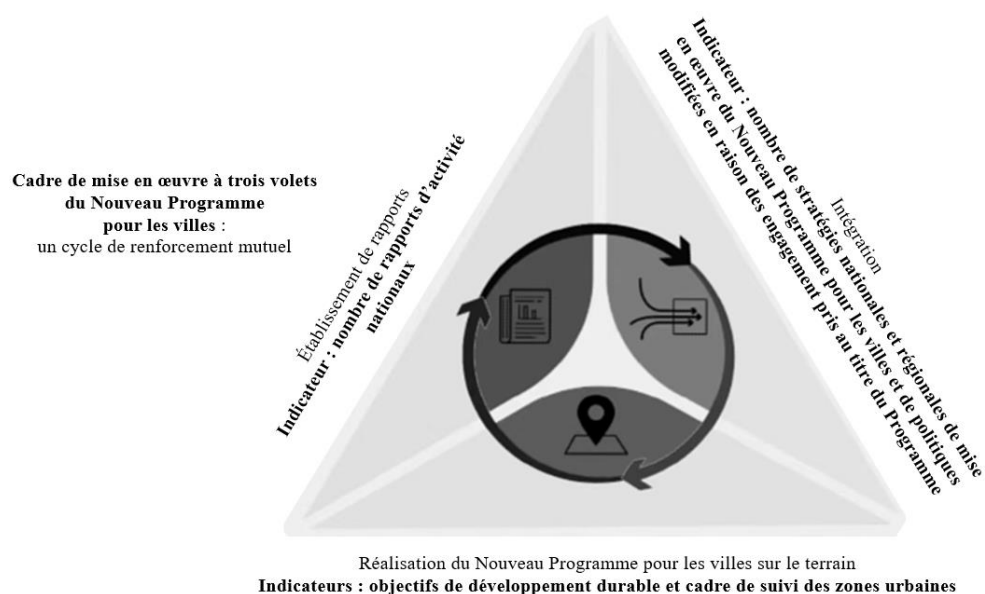 Cadre de mise en œuvre à trois volets
du Nouveau Programme
pour les villes :
un cycle de renforcement mutuel
Établissement de rapports
Indicateur : nombre de rapports d’activité
nationaux
Indicateur : nombre de stratégies nationales et régionales de mise
en œuvre du Nouveau Programme pour les villes et de politiques
modifiées en raison des engagement pris au titre du Programme
Intégration
Réalisation du Nouveau Programme pour les villes sur le terrain
Indicateurs : objectifs de développement durable et cadre de suivi des zones urbaines